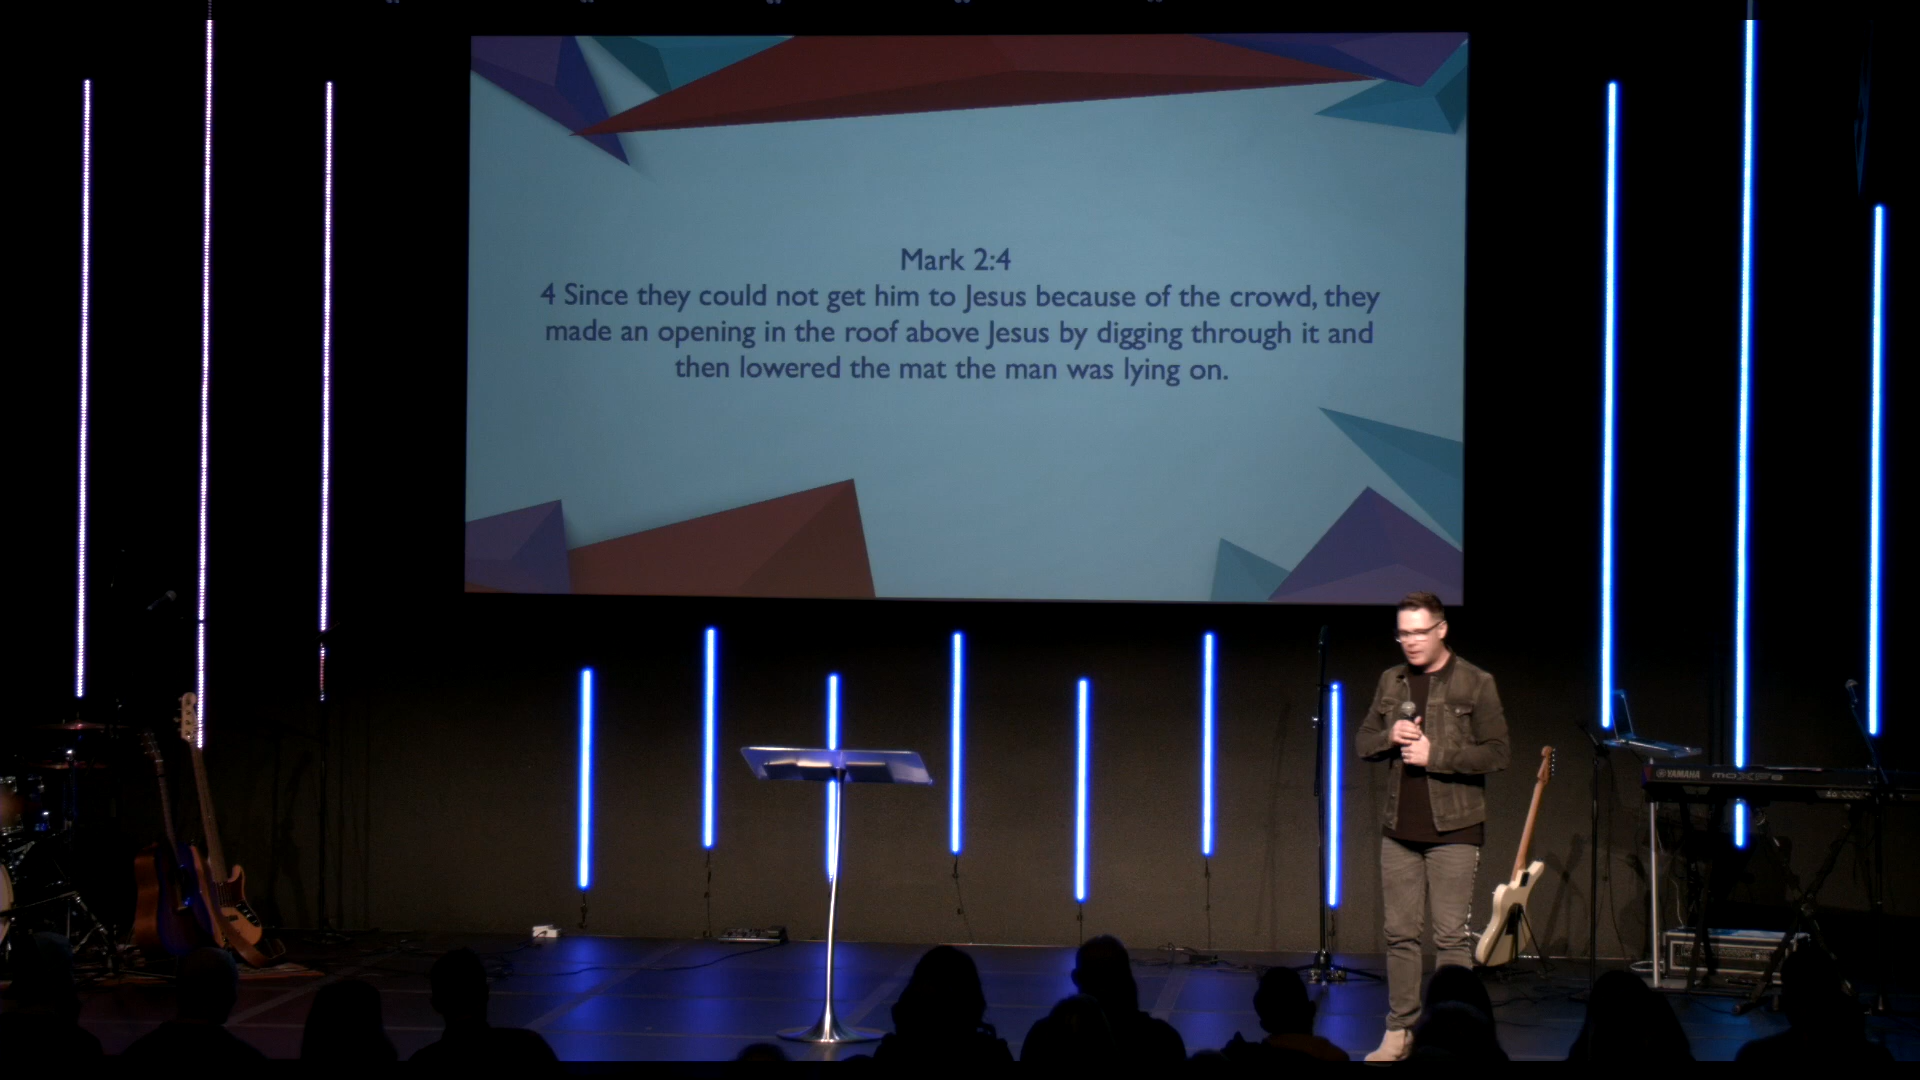 Mark 2:4
4 Since they could not get him to Jesus because of the crowd, they
made an opening in the roof above Jesus by digging through it and
then lowered the mat the man was lying on.
YAMAHA MOXF8